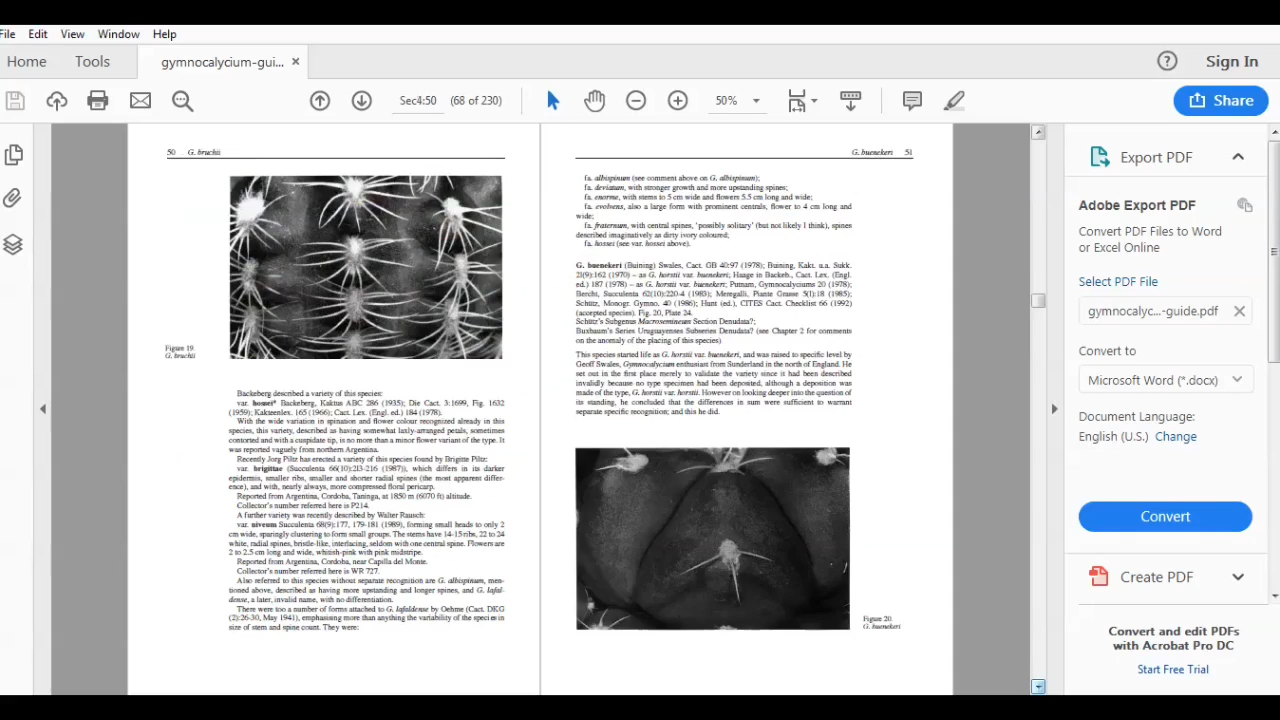 File Edit View Window Help
Home Tools gymnocalycium-gui... × ? Sign In
Sec4:50 (68 of 230) 50% Share
50 G. bruchii
Figure 19.
G. bruchii
Backeberg described a variety of this species:
var. hossei* Backeberg, Kaktus ABC 286 (1935); Die Cact. 3:1699, Fig. 1632
(1959); Kakteenlex. 165 (1966); Cact. Lex. (Engl. ed.) 184 (1978).
With the wide variation in spination and flower colour recognized already in this
species, this variety, described as having somewhat laxly-arranged petals, sometimes
contorted and with a cuspidate tip, is no more than a minor flower variant of the type. It
was reported vaguely from northern Argentina.
Recently Jorg Piltz has erected a variety of this species found by Brigitte Piltz:
var. brigittae (Succulenta 66(10):213-216 (1987)), which differs in its darker
epidermis, smaller ribs, smaller and shorter radial spines (the most apparent differ-
ence), and with, nearly always, more compressed floral pericarp.
Reported from Argentina, Cordoba, Taninga, at 1850 m (6070 ft) altitude.
Collector's number referred here is P214.
A further variety was recently described by Walter Rausch:
var. niveum Succulenta 68(9):177, 179-181 (1989), forming small heads to only 2
cm wide, sparingly clustering to form small groups. The stems have 14-15 ribs, 22 to 24
white, radial spines, bristle-like, interlacing, seldom with one central spine. Flowers are
2 to 2.5 cm long and wide, whitish-pink with pink midstripe.
Reported from Argentina, Cordoba, near Capilla del Monte.
Collector's number referred here is WR 727.
Also referred to this species without separate recognition are G. albispinum, men-
tioned above, described as having more upstanding and longer spines, and G. lafal-
dense, a later, invalid name, with no differentiation.
There were too a number of forms attached to G. lafaldense by Oehme (Cact. DKG
(2):26-30, May 1941), emphasising more than anything the variability of the species in
size of stem and spine count. They were:
G. buenekeri 51
fa. albispinum (see comment above on G. albispinum);
fa. deviatum, with stronger growth and more upstanding spines;
fa. enorme, with stems to 5 cm wide and flowers 5.5 cm long and wide;
fa. evolvens, also a large form with prominent centrals, flower to 4 cm long and
wide;
fa. fraternum, with central spines, 'possibly solitary' (but not likely I think), spines
described imaginatively as dirty ivory coloured;
fa. hossei (see var. hossei above).
G. buenekeri (Buining) Swales, Cact. GB 40:97 (1978); Buining, Kakt. u.a. Sukk.
21(9):162 (1970) – as G. horstii var. buenekeri; Haage in Backeb., Cact. Lex. (Engl.
ed.) 187 (1978) – as G. horstii var. buenekeri; Putnam, Gymnocalyciums 20 (1978);
Bercht, Succulenta 62(10):220-4 (1983); Meregalli, Piante Grasse 5(1):18 (1985);
Schütz, Monogr. Gymno. 40 (1986); Hunt (ed.), CITES Cact. Checklist 66 (1992)
(accepted species). Fig. 20, Plate 24.
Schütz's Subgenus Macrosemineum Section Denudata?;
Buxbaum's Series Uruguayenses Subseries Denudata? (see Chapter 2 for comments
on the anomaly of the placing of this species).
This species started life as G. horstii var. buenekeri, and was raised to specific level by
Geoff Swales, Gymnocalycium enthusiast from Sunderland in the north of England. He
set out in the first place merely to validate the variety since it had been described
invalidly because no type specimen had been deposited, although a deposition was
made of the type, G. horstii var. horstii. However on looking deeper into the question of
its standing, he concluded that the differences in sum were sufficient to warrant
separate specific recognition; and this he did.
Figure 20.
G. buenekeri
Export PDF
Adobe Export PDF
Convert PDF Files to Word
or Excel Online
Select PDF File
gymnocalyc...-guide.pdf ×
Convert to
Microsoft Word (*.docx)
Document Language:
English (U.S.) Change
Convert
Create PDF
Convert and edit PDFs
with Acrobat Pro DC
Start Free Trial